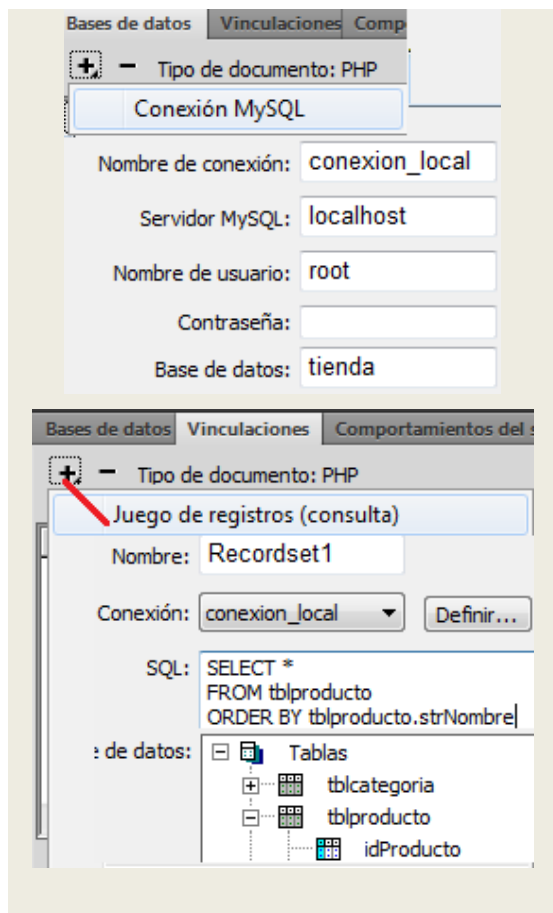 Bases de datos Vinculaciones Comp
+ - Tipo de documento: PHP
Conexión MySQL
Nombre de conexión: conexion_local
Servidor MySQL: localhost
Nombre de usuario: root
Contraseña:
Base de datos: tienda
Bases de datos Vinculaciones Comportamientos del s
+ - Tipo de documento: PHP
Juego de registros (consulta)
Nombre: Recordset1
Conexión: conexion_local Definir...
SQL: SELECT *
FROM tblproducto
ORDER BY tblproducto.strNombre
e de datos: Tablas
tblcategoria
tblproducto
idProducto